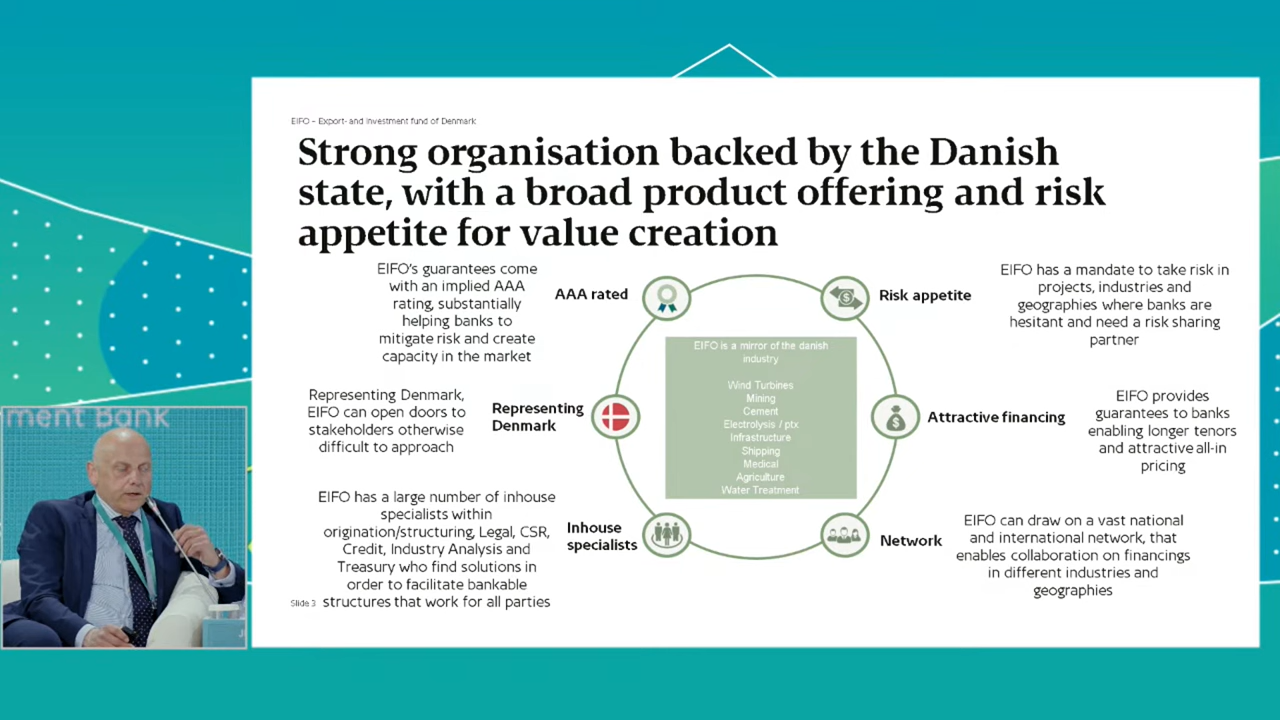 EIFO – Export- and Investment fund of Denmark
Strong organisation backed by the Danish
state, with a broad product offering and risk
appetite for value creation
EIFO's guarantees come
with an implied AAA
rating, substantially
helping banks to
mitigate risk and create
capacity in the market
AAA rated
Risk appetite
EIFO has a mandate to take risk in
projects, industries and
geographies where banks are
hesitant and need a risk sharing
partner
EIFO is a mirror of the danish
industry
Wind Turbines
Mining
Cement
Electrolysis / ptx
Infrastructure
Shipping
Medical
Agriculture
Water Treatment
Representing Denmark,
EIFO can open doors to
stakeholders otherwise
difficult to approach
Representing
Denmark
Attractive financing
EIFO provides
guarantees to banks
enabling longer tenors
and attractive all-in
pricing
EIFO has a large number of inhouse
specialists within
origination/structuring, Legal, CSR,
Credit, Industry Analysis and
Treasury who find solutions in
order to facilitate bankable
structures that work for all parties
Inhouse
specialists
Network
EIFO can draw on a vast national
and international network, that
enables collaboration on financings
in different industries and
geographies
Slide 3
ment Bank